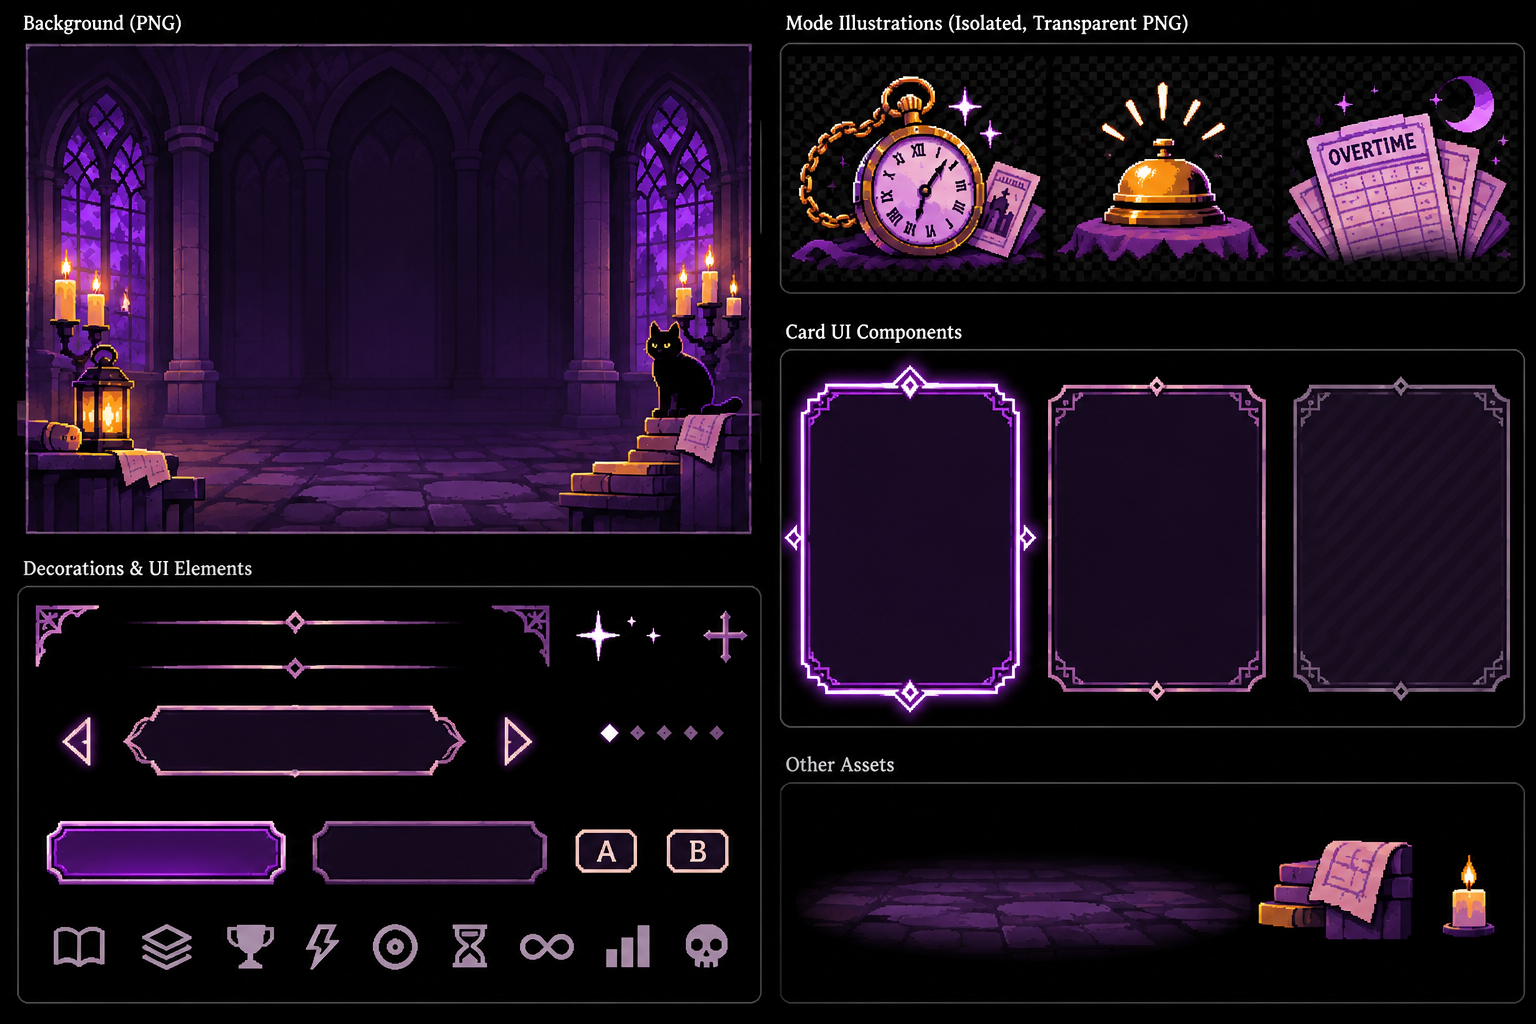 Background (PNG)
Mode Illustrations (Isolated, Transparent PNG)
OVERTIME
Card UI Components
Decorations & UI Elements
A
B
Other Assets